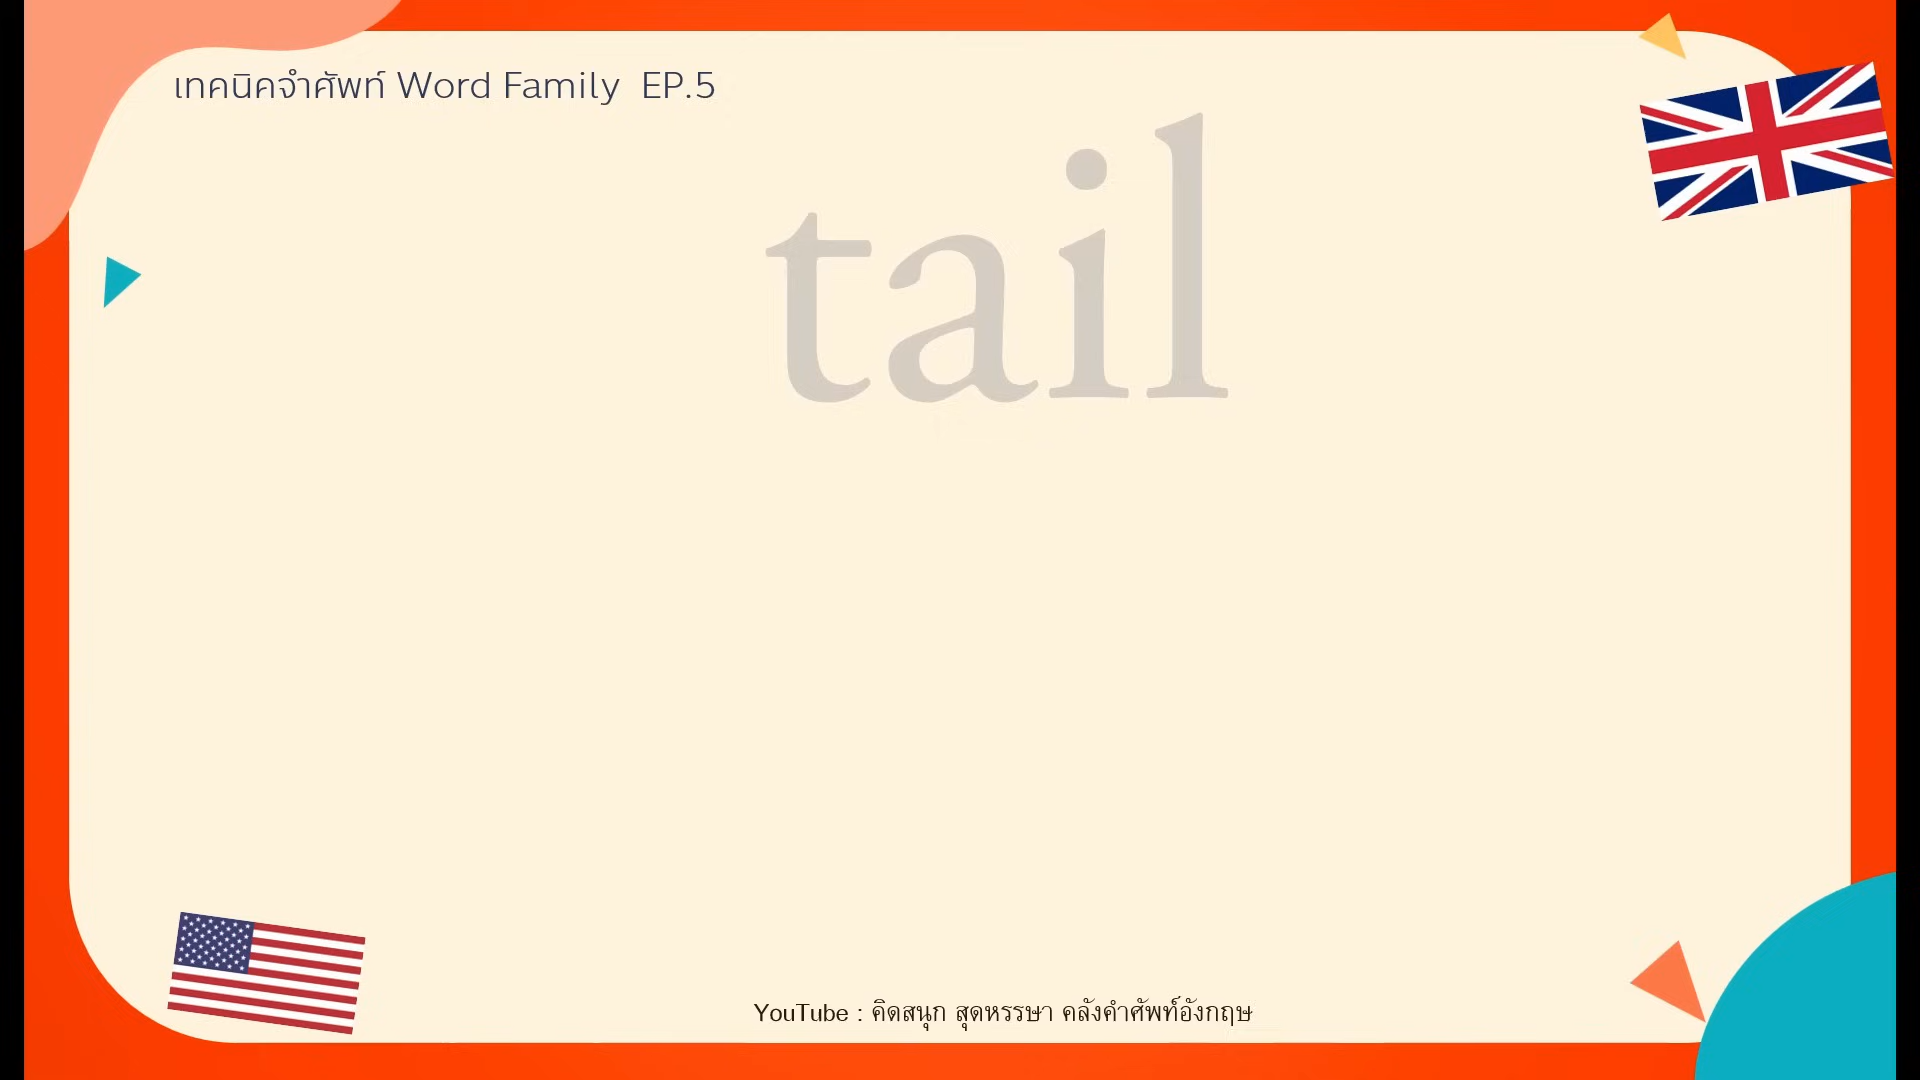 เทคนิคจำศัพท์ Word Family EP.5
tail
YouTube : คิดสนุก สุดหรรษา คลังคำศัพท์อังกฤษ